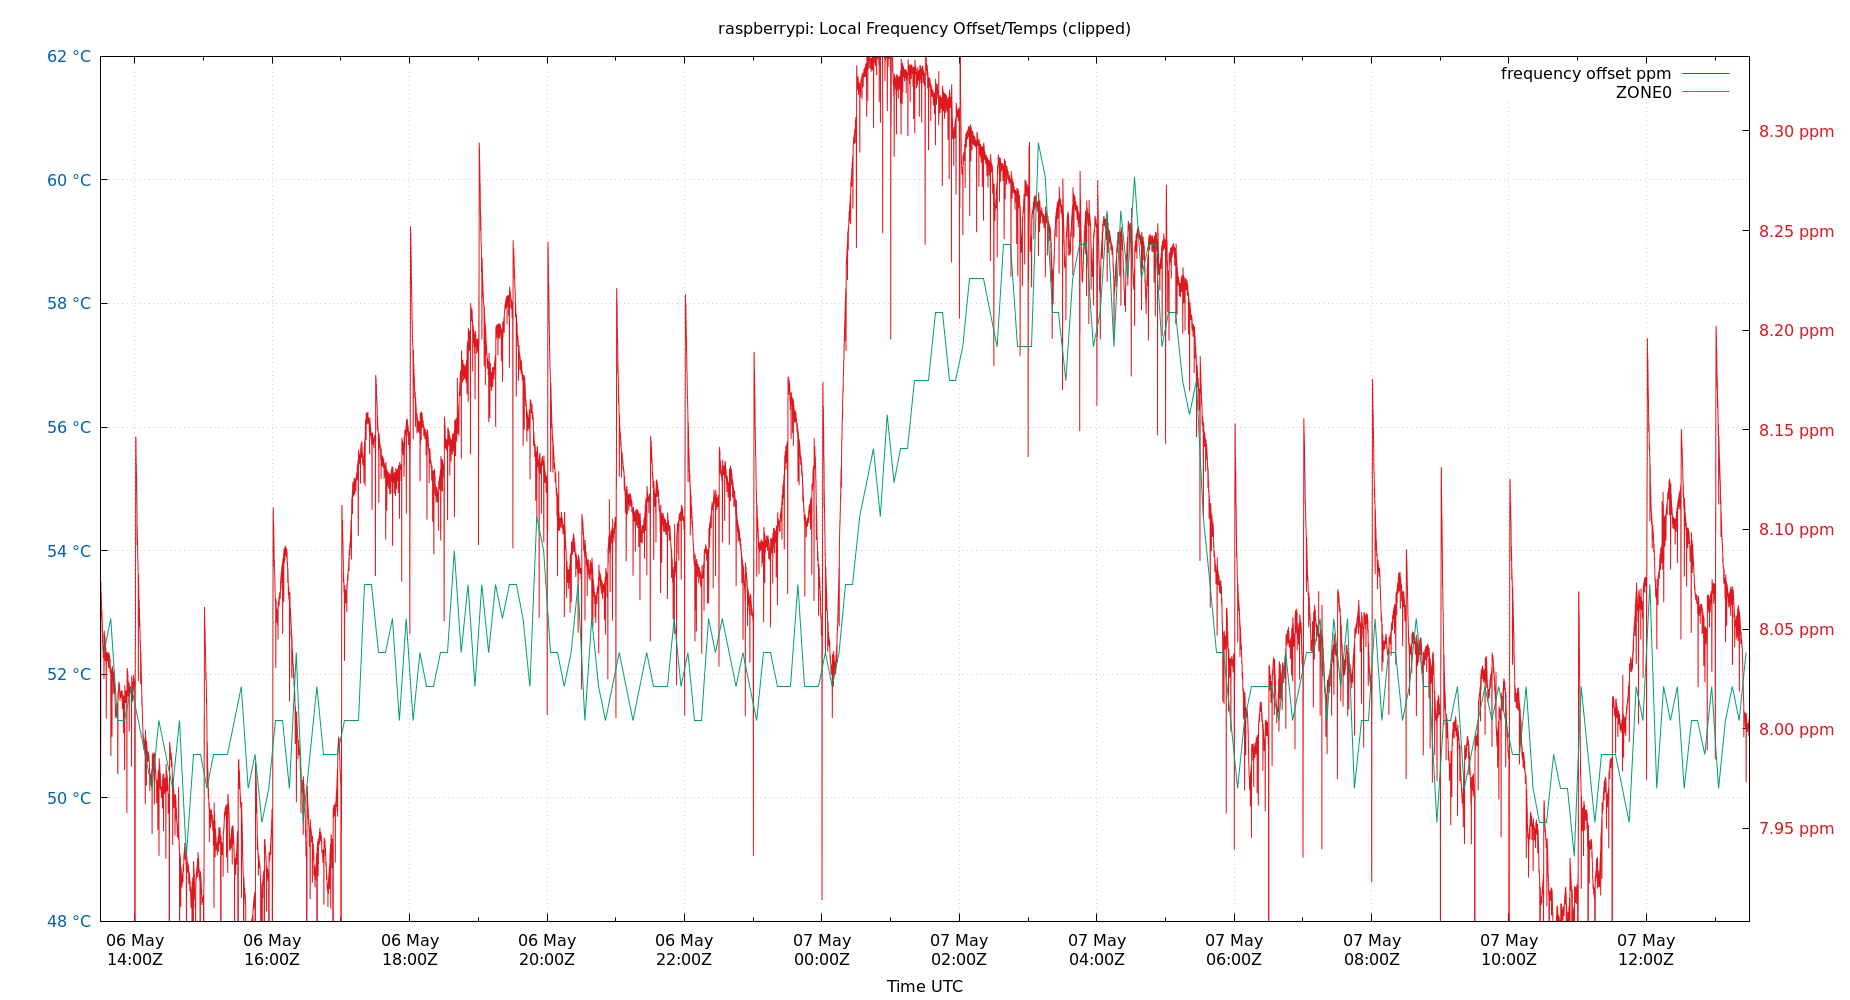 raspberrypi: Local Frequency Offset/Temps (clipped)
62 °C
frequency offset ppm
ZONE0
8.30 ppm
60 °C
8.25 ppm
58 °C
8.20 ppm
56 °C
8.15 ppm
54 °C
8.10 ppm
8.05 ppm
52 °C
8.00 ppm
50 °C
7.95 ppm
48 °C
06 May 06 May 06 May 06 May 06 May 07 May 07 May 07 May 07 May 07 May 07 May 07 May
14:00Z 16:00Z 18:00Z 20:00Z 22:00Z 00:00Z 02:00Z 04:00Z 06:00Z 08:00Z 10:00Z 12:00Z
Time UTC